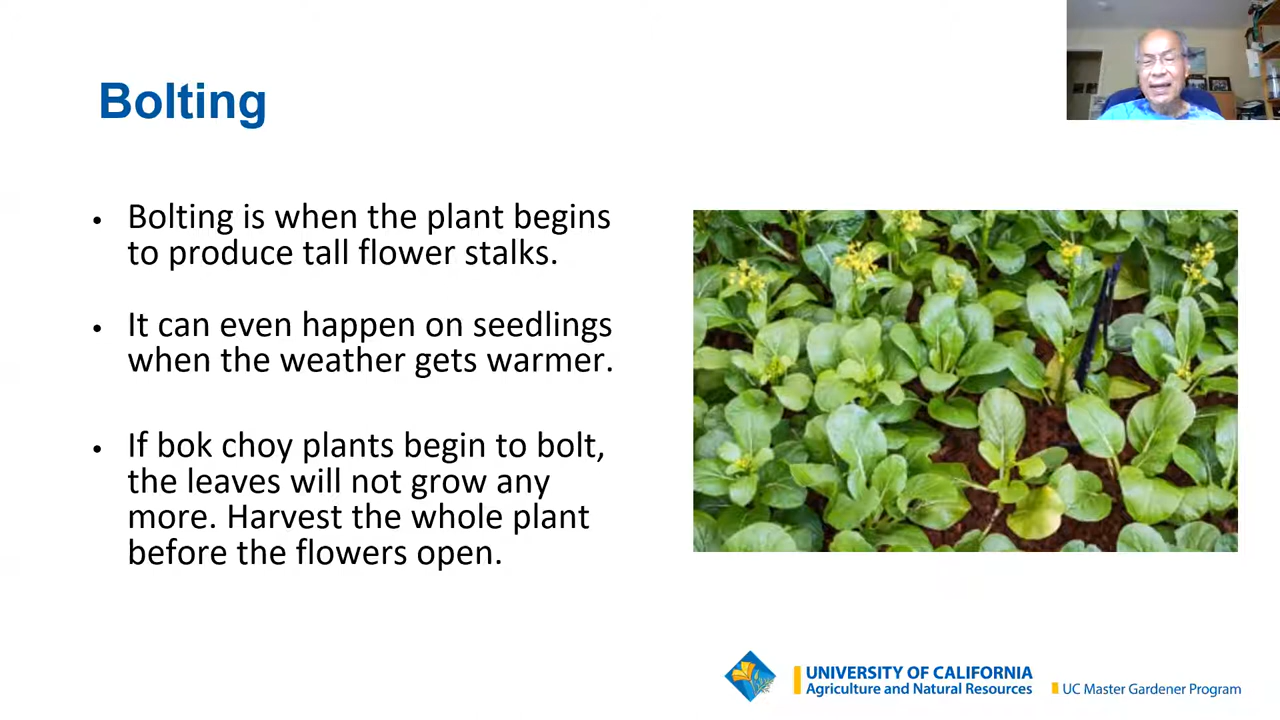 Bolting
• Bolting is when the plant begins
to produce tall flower stalks.
• It can even happen on seedlings
when the weather gets warmer.
• If bok choy plants begin to bolt,
the leaves will not grow any
more. Harvest the whole plant
before the flowers open.
UNIVERSITY OF CALIFORNIA
Agriculture and Natural Resources
UC Master Gardener Program